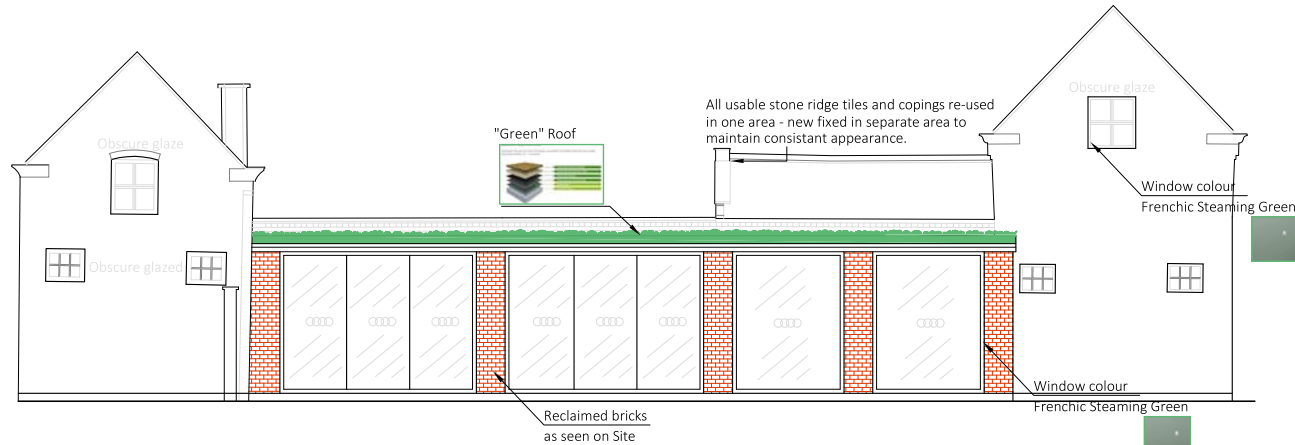 Obscure glaze
All usable stone ridge tiles and copings re-used
in one area - new fixed in separate area to
maintain consistant appearance.
"Green" Roof
Obscure glaze
Window colour
Frenchic Steaming Green
Obscure glazed
Window colour
Frenchic Steaming Green
Reclaimed bricks
as seen on Site